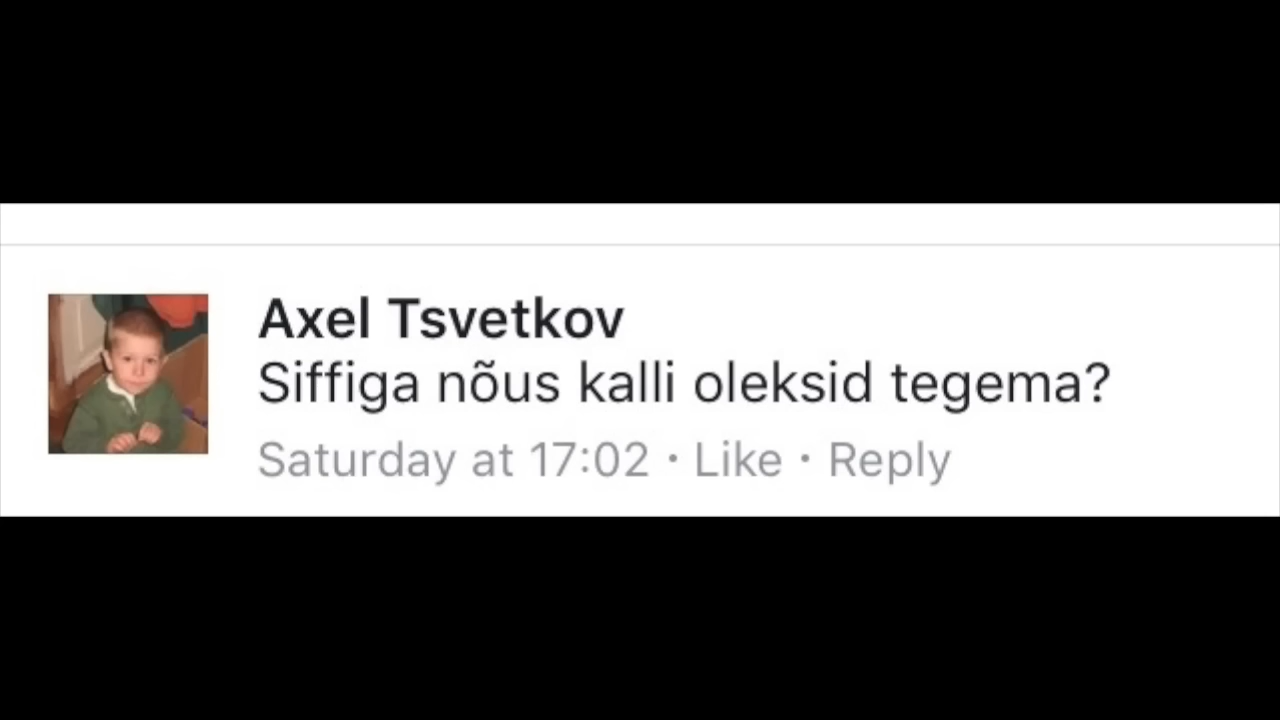 Axel Tsvetkov
Siffiga nõus kalli oleksid tegema?
Saturday at 17:02 · Like · Reply